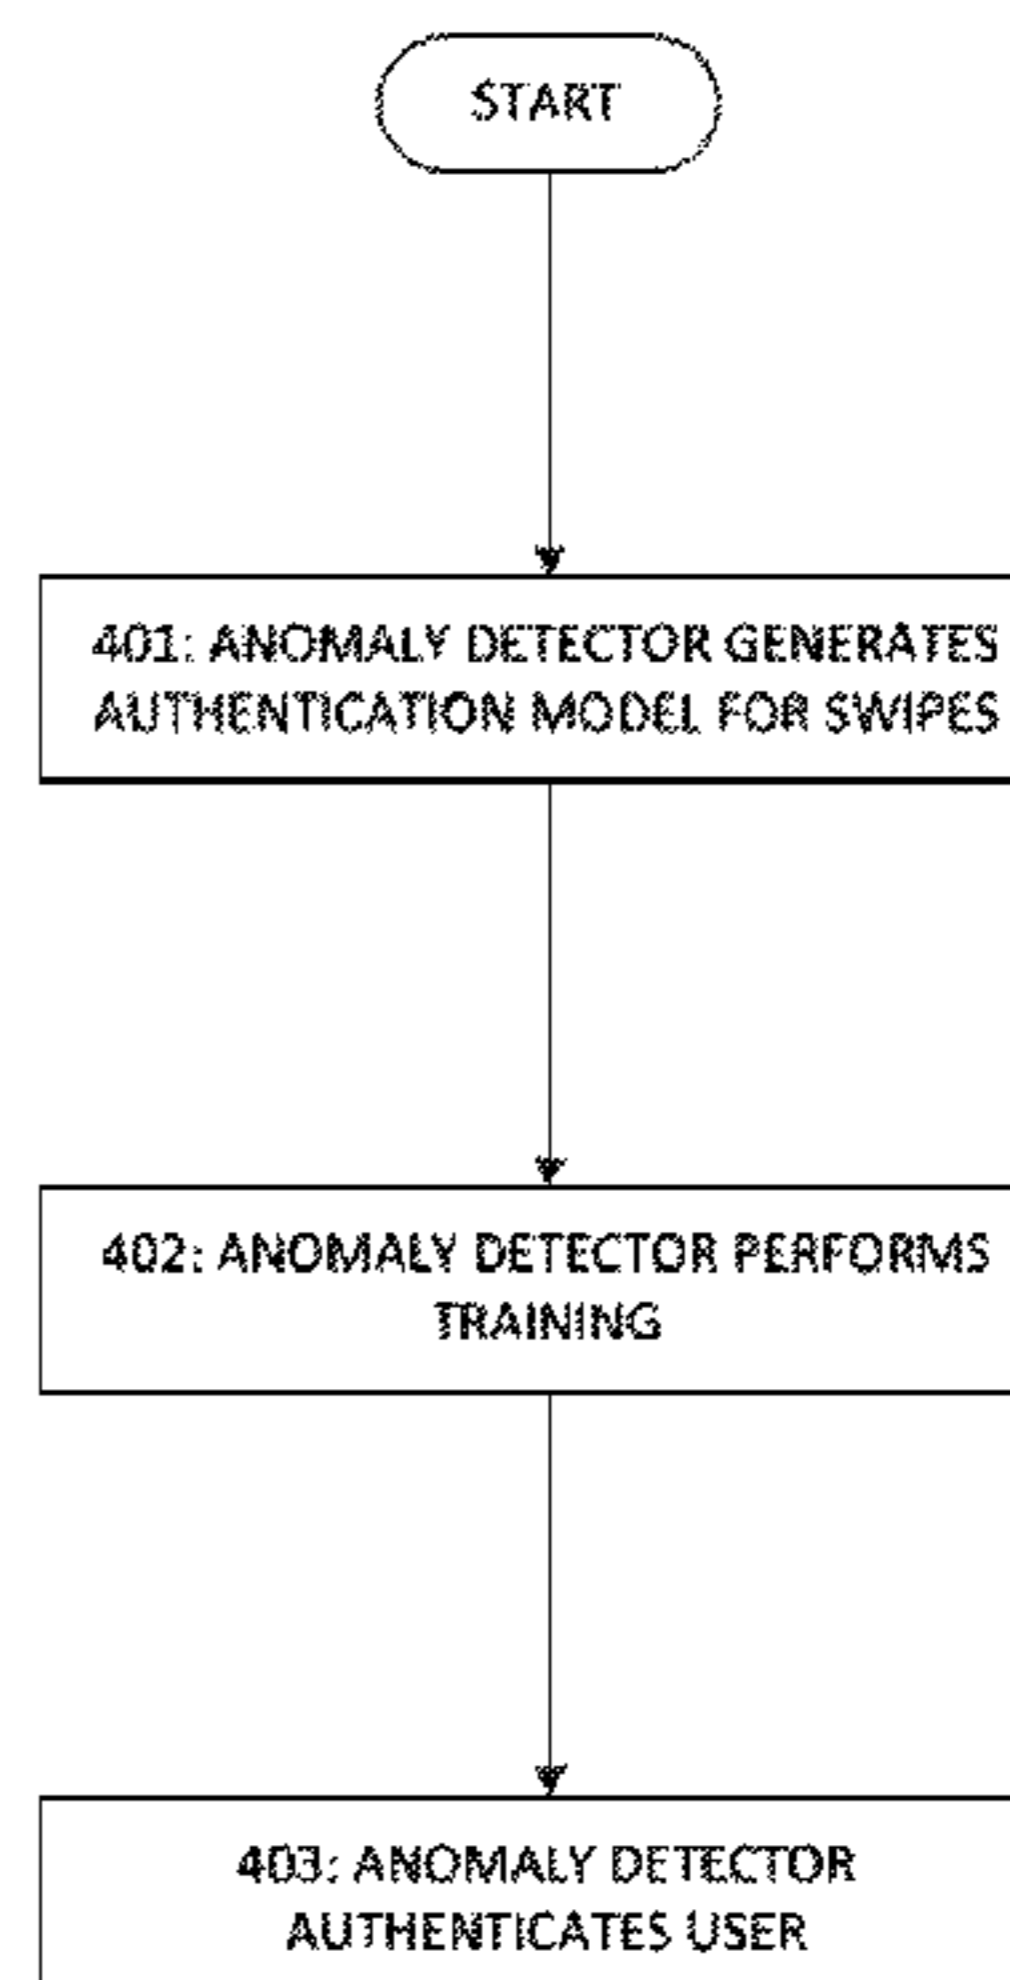 START
401: ANOMALY DETECTOR GENERATES
AUTHENTICATION MODEL FOR SWIPES
402: ANOMALY DETECTOR PERFORMS
TRAINING
403: ANOMALY DETECTOR
AUTHENTICATES USER